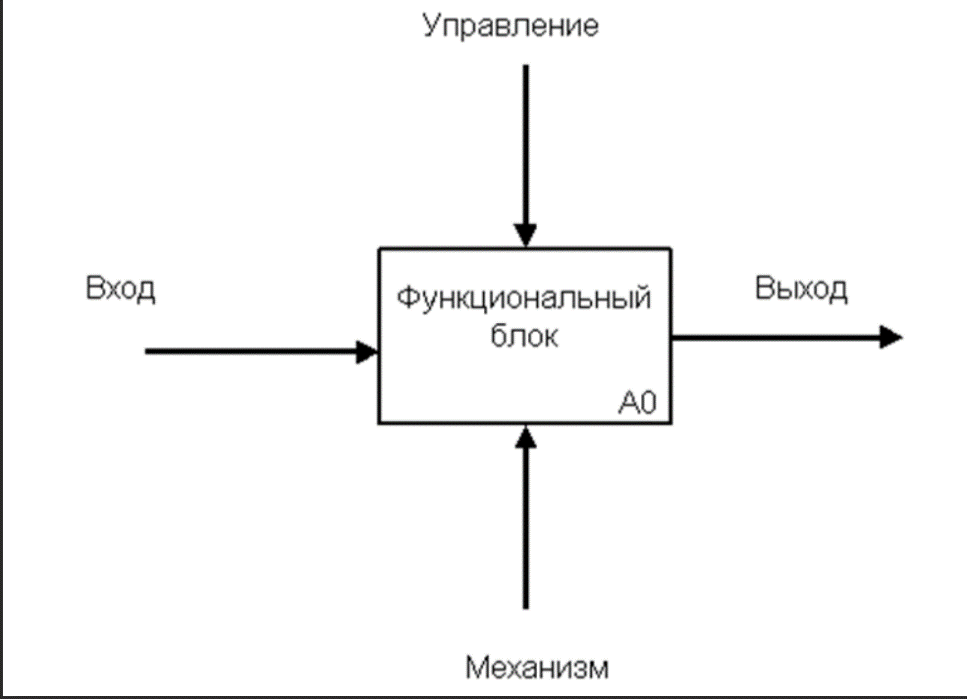 Управление
Вход
Функциональный
блок
Выход
A0
Механизм